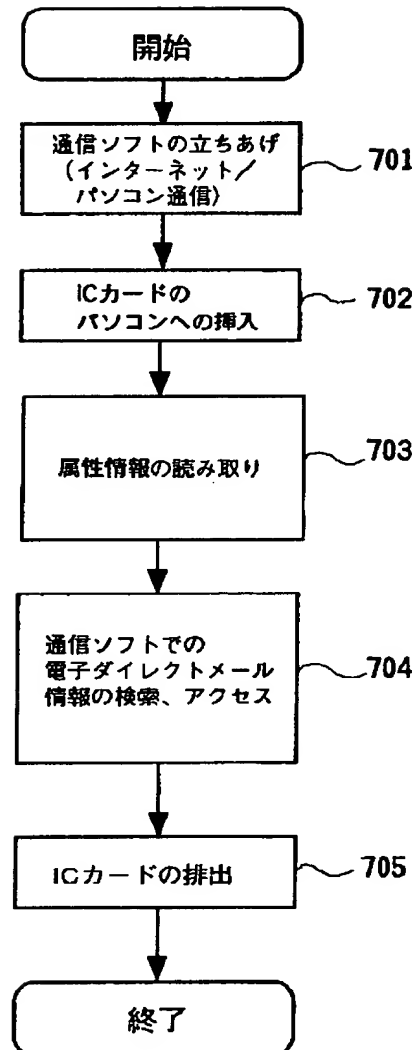 開始
通信ソフトの立ちあげ
(インターネット/
パソコン通信)
701
ICカードの
パソコンへの挿入
702
属性情報の読み取り
703
通信ソフトでの
電子ダイレクトメール
情報の検索、アクセス
704
ICカードの排出
705
終了